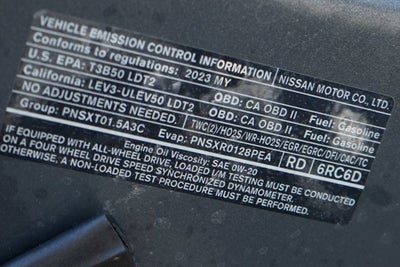 VEHICLE EMISSION CONTROL INFORMATION NISSAN MOTOR CO., LTD.
Conforms to regulations: 2023 MY
U.S. EPA: T3B50 LDT2 OBD: CA OBD II Fuel: Gasoline
California: LEV3-ULEV50 LDT2 OBD: CA OBD II Fuel: Gasoline
NO ADJUSTMENTS NEEDED. TWC(2)/HO2S/WR-HO2S/EGR/EGRC/DFI/CAC/TC
Group: PNSXT01.5A3C Evap: PNSXR0128PEA RD 6RC6D
Engine Oil Viscosity: SAE 0W-20
IF EQUIPPED WITH ALL-WHEEL DRIVE, LOADED I/M TESTING MUST BE CONDUCTED
ON A FOUR WHEEL DRIVE SPEED SYNCHRONIZED DYNAMOMETER.
OTHERWISE, A NON-LOADED TEST PROCEDURE MUST BE PERFORMED.